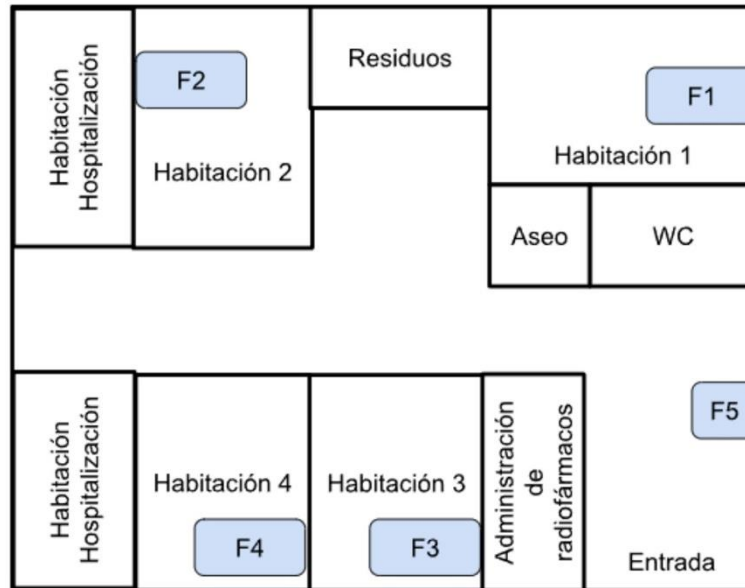 Habitación
Hospitalización
F2
Habitación 2
Residuos
F1
Habitación 1
Aseo
WC
Habitación
Hospitalización
Habitación 4
F4
Habitación 3
F3
Administración
de
radiofármacos
F5
Entrada